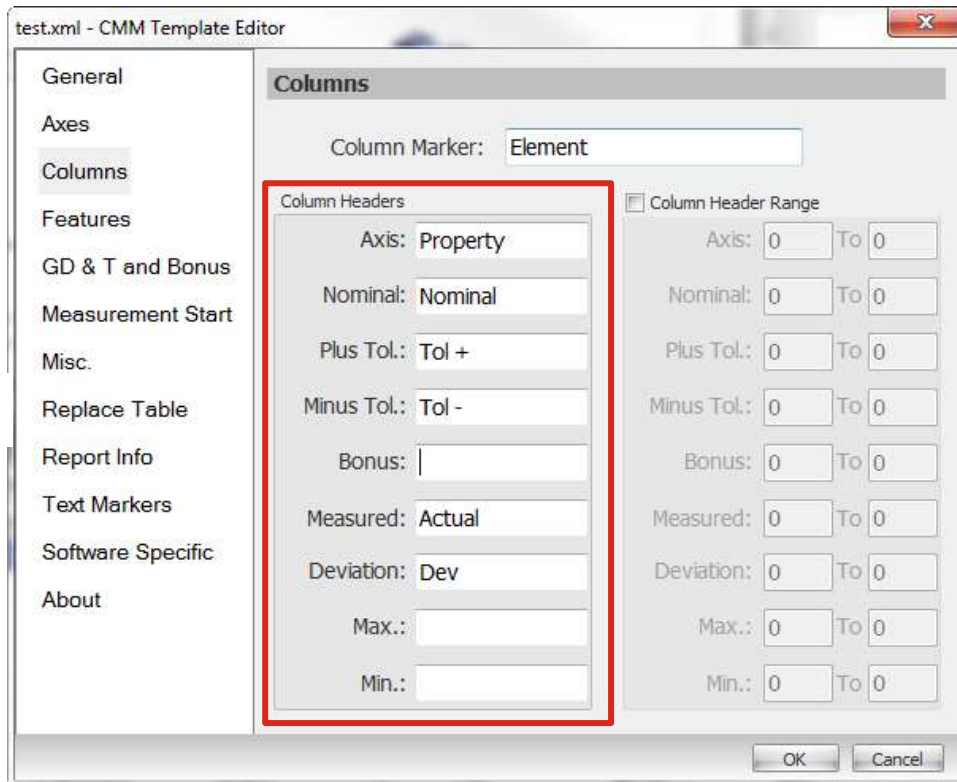 test.xml - CMM Template Editor
General
Axes
Columns
Features
GD & T and Bonus
Measurement Start
Misc.
Replace Table
Report Info
Text Markers
Software Specific
About
Columns
Column Marker: Element
Column Headers
Axis: Property
Nominal: Nominal
Plus Tol.: Tol +
Minus Tol.: Tol -
Bonus:
Measured: Actual
Deviation: Dev
Max.:
Min.:
Column Header Range
Axis: 0 To 0
Nominal: 0 To 0
Plus Tol.: 0 To 0
Minus Tol.: 0 To 0
Bonus: 0 To 0
Measured: 0 To 0
Deviation: 0 To 0
Max.: 0 To 0
Min.: 0 To 0
OK Cancel